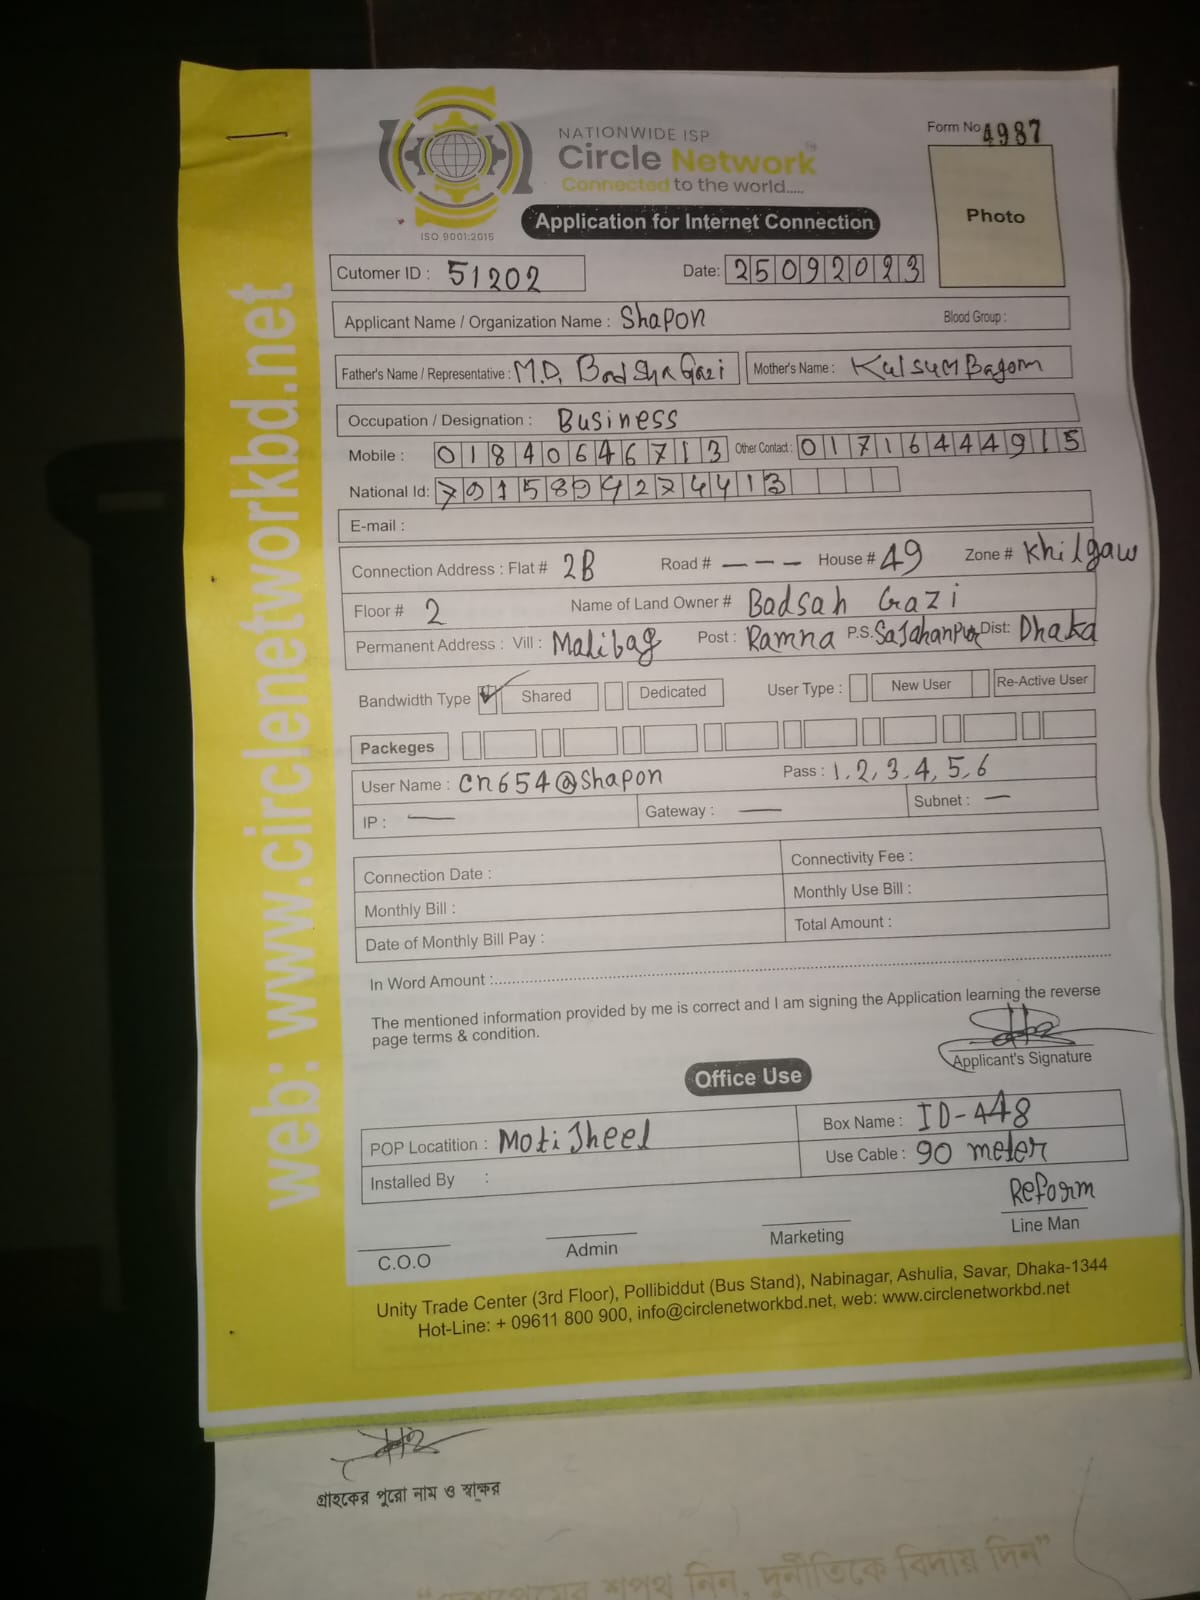 web: www.circlenetworkbd.net
NATIONWIDE ISP
Circle Network
Connected to the world.....
ISO 9001:2015
Form No 4987
Photo
Application for Internet Connection
Cutomer ID : 51202 Date: 25092023
Applicant Name / Organization Name : Shapon Blood Group :
Father's Name / Representative : M.D. Badsha Gazi Mother's Name : Kulsum Bagom
Occupation / Designation : Business
Mobile : 01840646713 Other Contact : 01716444915
National Id:
E-mail :
Connection Address : Flat # 2B Road # --- House # 49 Zone # Khilgaw
Floor # 2 Name of Land Owner # Badsah Gazi
Permanent Address : Vill : Malibag Post : Ramna P.S. Sajahanpur Dist: Dhaka
Bandwidth Type ✓ Shared Dedicated User Type : New User Re-Active User
Packeges
User Name : cn654@shapon Pass : 1,2,3,4,5,6
IP : — Gateway : — Subnet : —
Connection Date : Connectivity Fee :
Monthly Bill : Monthly Use Bill :
Date of Monthly Bill Pay : Total Amount :
In Word Amount :
The mentioned information provided by me is correct and I am signing the Application learning the reverse
page terms & condition.
Applicant's Signature
Office Use
POP Locatition : Moti Jheel Box Name : ID-448
Installed By : Use Cable : 90 meter
Reform
C.O.O Admin Marketing Line Man
Unity Trade Center (3rd Floor), Pollibiddut (Bus Stand), Nabinagar, Ashulia, Savar, Dhaka-1344
Hot-Line: + 09611 800 900, info@circlenetworkbd.net, web: www.circlenetworkbd.net
গ্রাহকের পুরো নাম ও স্বাক্ষর
শপথ নিন, দুর্নীতিকে বিদায় দিন”